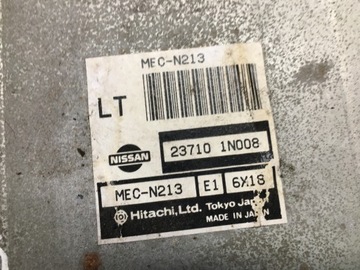 MEC-N213
LT
NISSAN
23710 1N008
MEC-N213 E1 6X18
Hitachi,Ltd. Tokyo Japan
MADE IN JAPAN